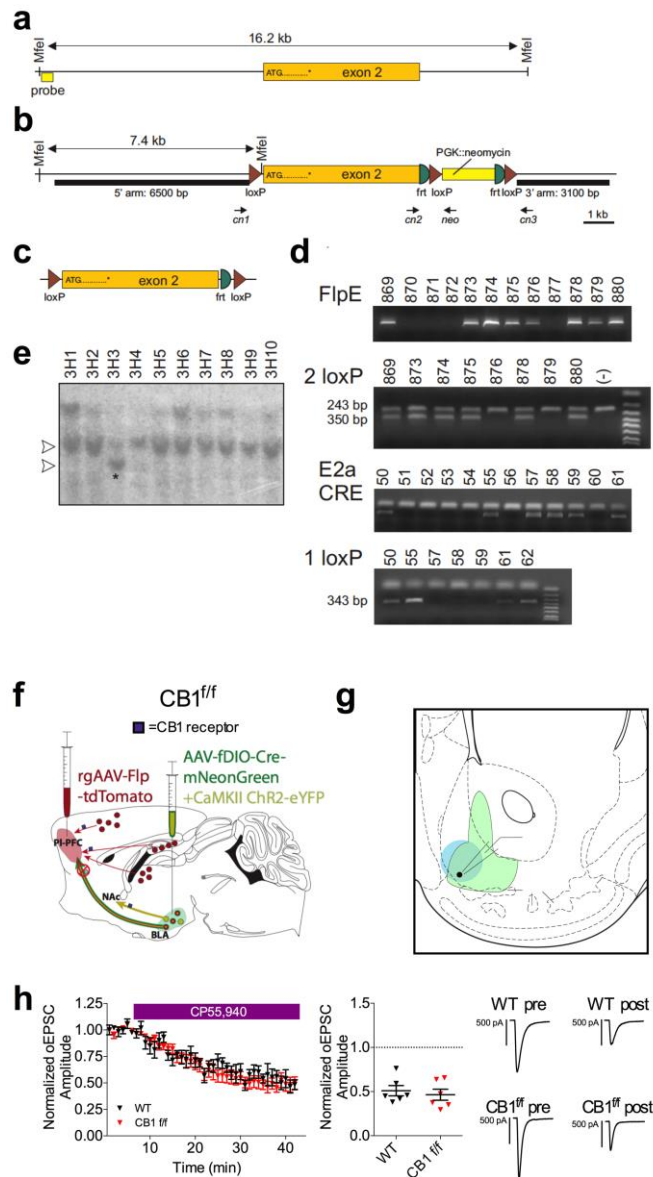 a
16.2 kb
MfeI
MfeI
ATG............* exon 2
probe
b
7.4 kb
MfeI
MfeI
PGK::neomycin
ATG............* exon 2
5' arm: 6500 bp
loxP
frt loxP
frt loxP
3' arm: 3100 bp
cn1
cn2
neo
cn3
1 kb
c
ATG............* exon 2
loxP
frt loxP
d
869 870 871 872 873 874 875 876 877 878 879 880
FlpE
869 873 874 875 876 878 879 880 (-)
2 loxP
243 bp
350 bp
E2a
CRE
50 51 52 53 54 55 56 57 58 59 60 61
1 loxP
50 55 57 58 59 61 62
343 bp
e
3H1 3H2 3H3 3H4 3H5 3H6 3H7 3H8 3H9 3H10
*
f
CB1f/f
=CB1 receptor
rgAAV-Flp
-tdTomato
AAV-fDIO-Cre-
mNeonGreen
+CaMKII ChR2-eYFP
Pl-PFC
NAc
BLA
g
h
Normalized oEPSC
Amplitude
1.25
1.00
0.75
0.50
0.25
0.00
CP55,940
WT
CB1 f/f
0 10 20 30 40
Time (min)
Normalized oEPSC
Amplitude
1.5
1.0
0.5
0.0
WT
CB1 f/f
WT pre
500 pA
WT post
500 pA
CB1f/f pre
500 pA
CB1f/f post
500 pA